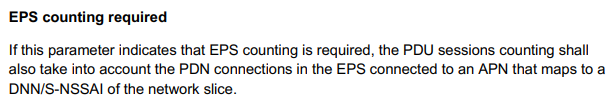 EPS counting required
If this parameter indicates that EPS counting is required, the PDU sessions counting shall
also take into account the PDN connections in the EPS connected to an APN that maps to a
DNN/S-NSSAI of the network slice.